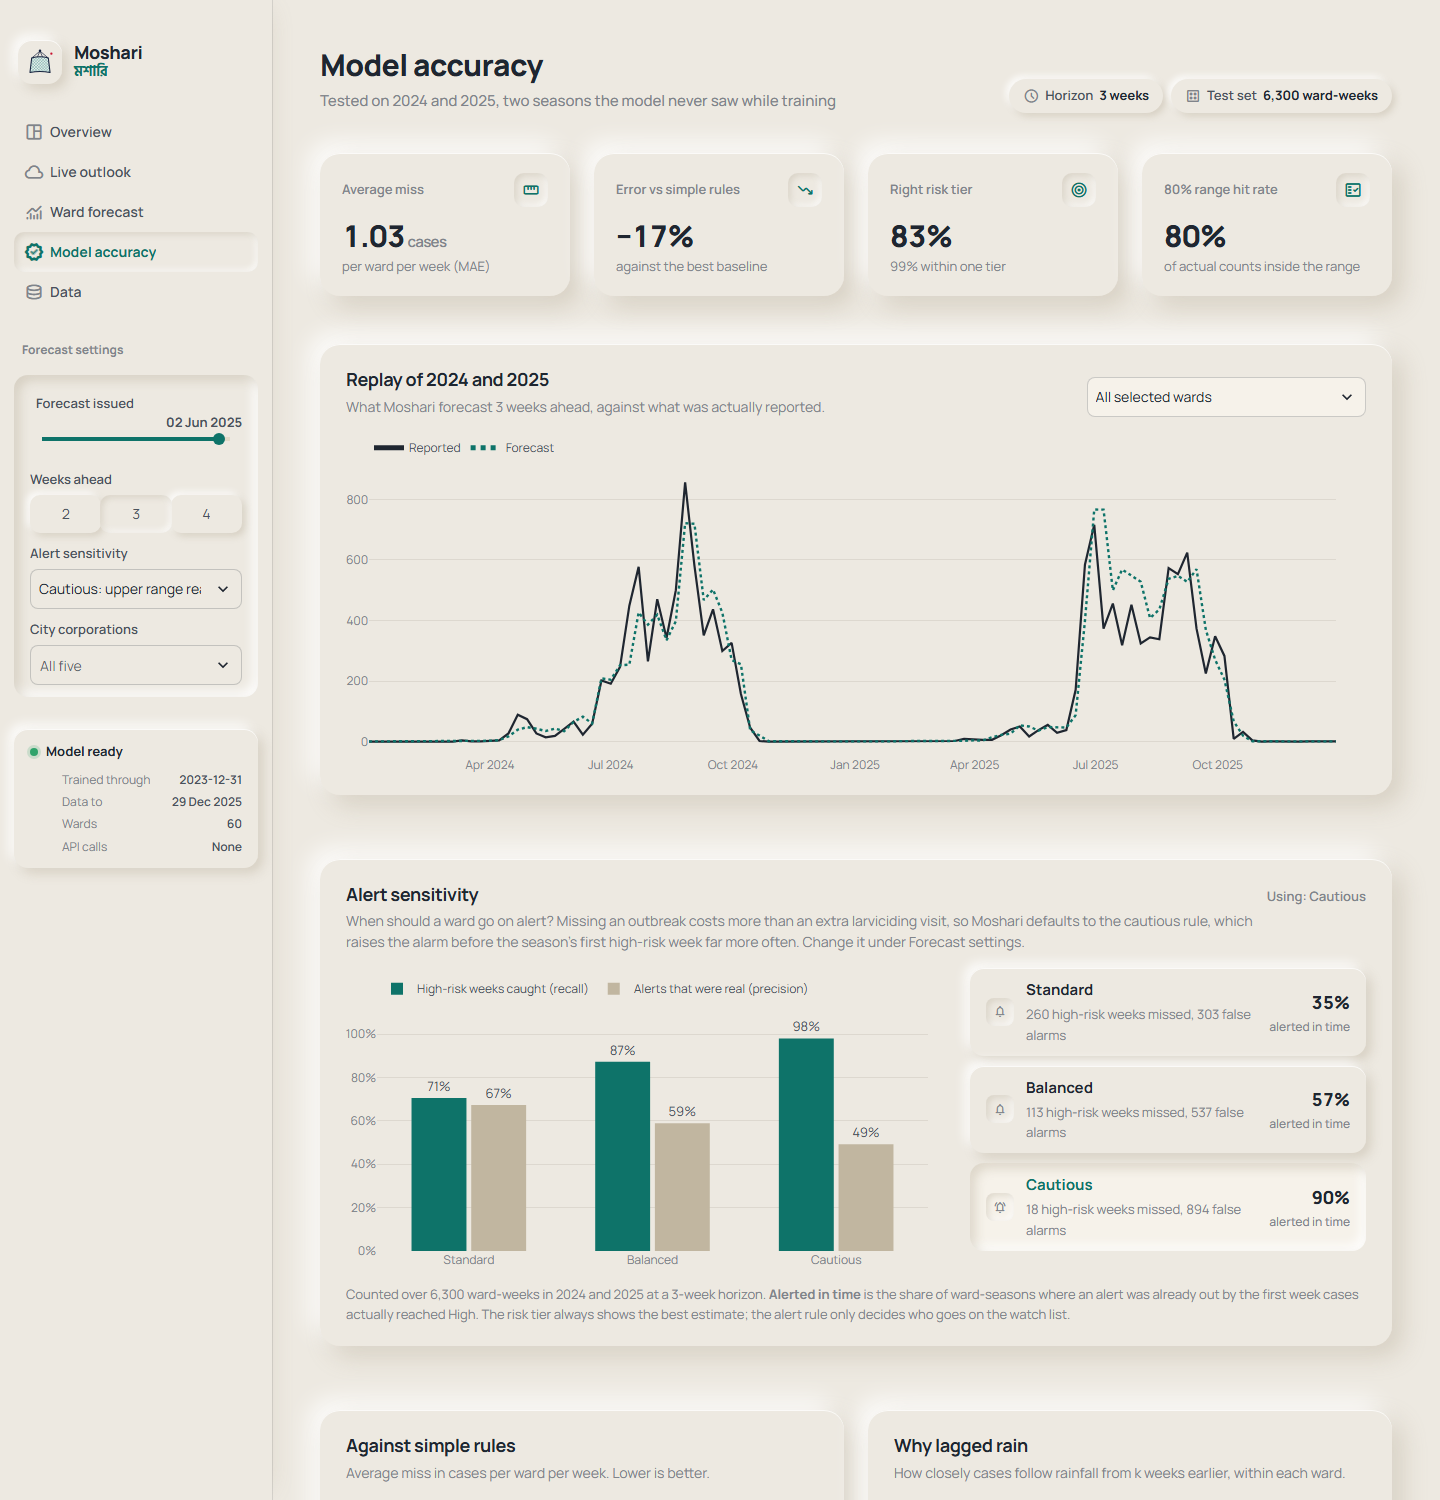 Moshari
মশারি
Overview
Live outlook
Ward forecast
Model accuracy
Data
Forecast settings
Forecast issued
02 Jun 2025
Weeks ahead
2 3 4
Alert sensitivity
Cautious: upper range rea
City corporations
All five
Model ready
Trained through 2023-12-31
Data to 29 Dec 2025
Wards 60
API calls None
Model accuracy
Tested on 2024 and 2025, two seasons the model never saw while training
Horizon 3 weeks
Test set 6,300 ward-weeks
Average miss
1.03 cases
per ward per week (MAE)
Error vs simple rules
−17%
against the best baseline
Right risk tier
83%
99% within one tier
80% range hit rate
80%
of actual counts inside the range
Replay of 2024 and 2025
What Moshari forecast 3 weeks ahead, against what was actually reported.
All selected wards
Reported Forecast
800
600
400
200
0
Apr 2024 Jul 2024 Oct 2024 Jan 2025 Apr 2025 Jul 2025 Oct 2025
Alert sensitivity
Using: Cautious
When should a ward go on alert? Missing an outbreak costs more than an extra larviciding visit, so Moshari defaults to the cautious rule, which
raises the alarm before the season's first high-risk week far more often. Change it under Forecast settings.
High-risk weeks caught (recall) Alerts that were real (precision)
100%
80%
60%
40%
20%
0%
71% 67%
87% 59%
98% 49%
Standard Balanced Cautious
Standard
260 high-risk weeks missed, 303 false
alarms
35%
alerted in time
Balanced
113 high-risk weeks missed, 537 false
alarms
57%
alerted in time
Cautious
18 high-risk weeks missed, 894 false
alarms
90%
alerted in time
Counted over 6,300 ward-weeks in 2024 and 2025 at a 3-week horizon. Alerted in time is the share of ward-seasons where an alert was already out by the first week cases
actually reached High. The risk tier always shows the best estimate; the alert rule only decides who goes on the watch list.
Against simple rules
Average miss in cases per ward per week. Lower is better.
Why lagged rain
How closely cases follow rainfall from k weeks earlier, within each ward.